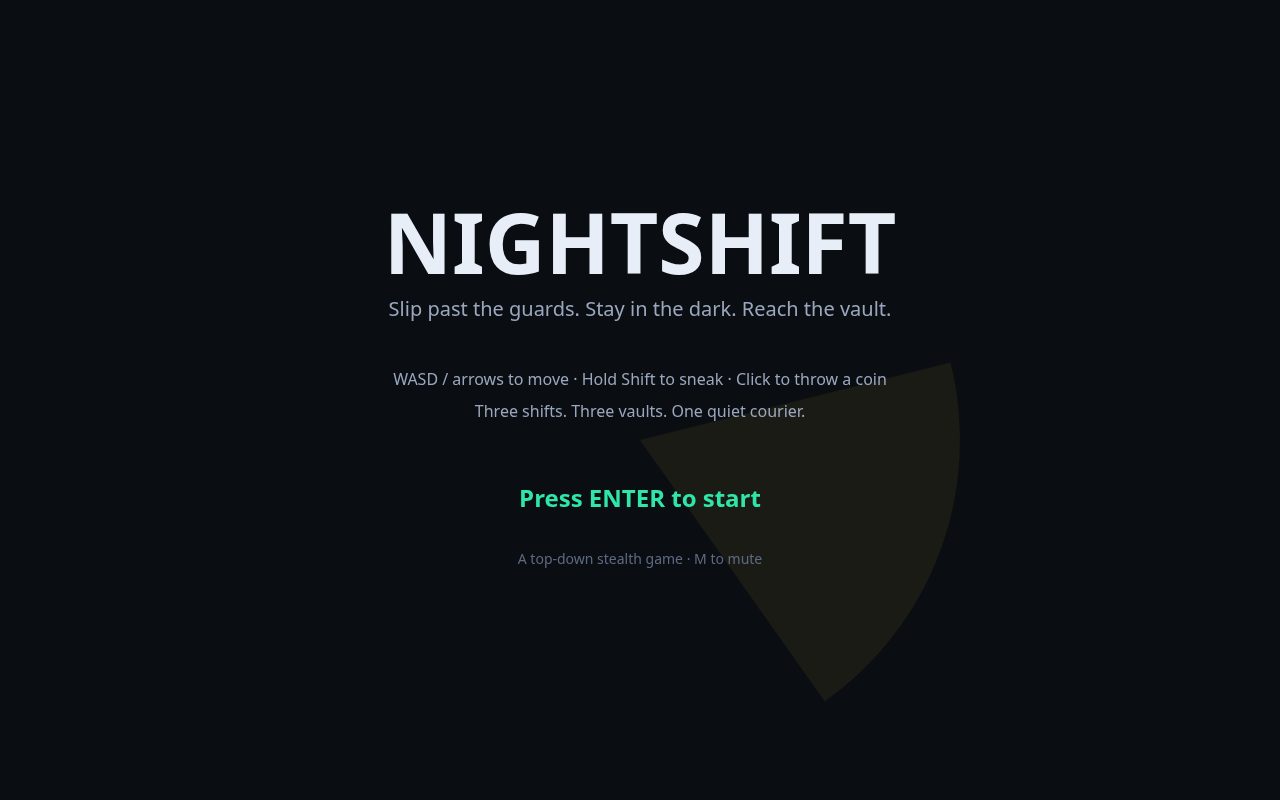 NIGHTSHIFT
Slip past the guards. Stay in the dark. Reach the vault.
WASD / arrows to move · Hold Shift to sneak · Click to throw a coin
Three shifts. Three vaults. One quiet courier.
Press ENTER to start
A top-down stealth game · M to mute